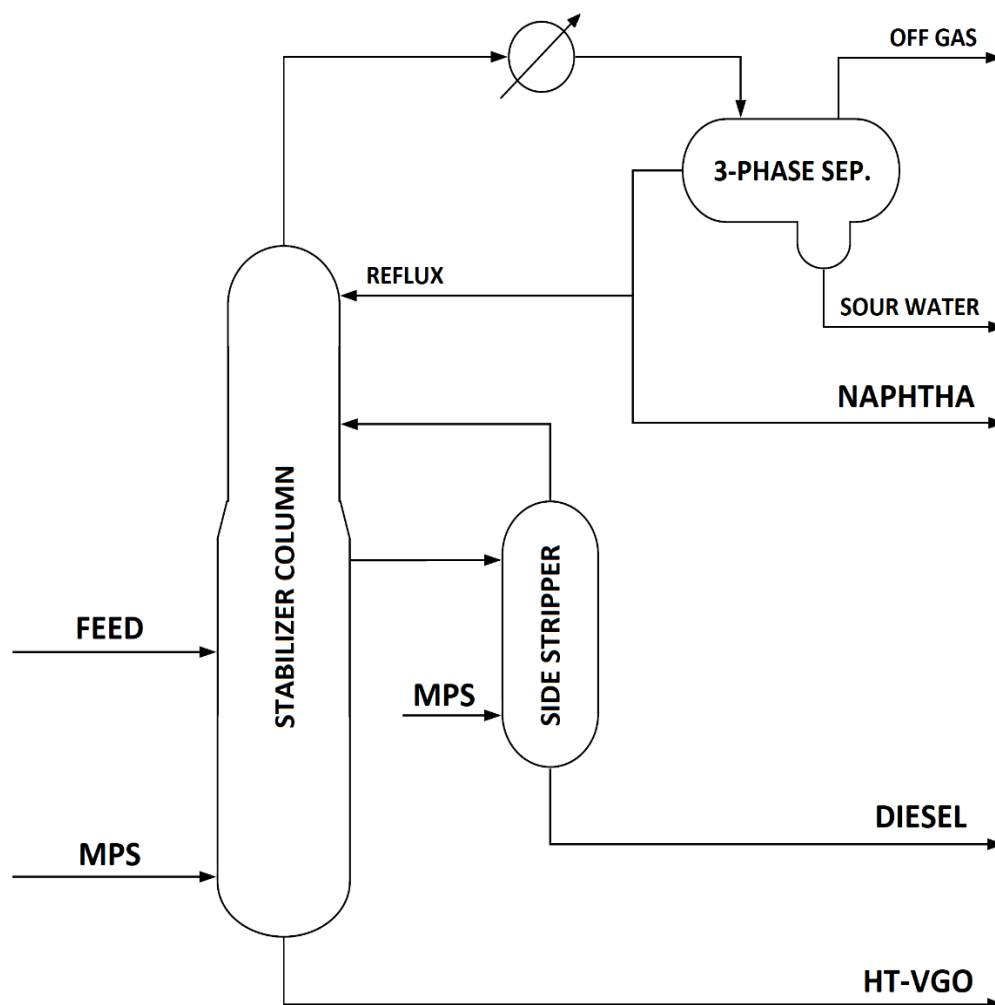 OFF GAS
3-PHASE SEP.
REFLUX
SOUR WATER
NAPHTHA
STABILIZER COLUMN
SIDE STRIPPER
FEED
MPS
DIESEL
MPS
HT-VGO